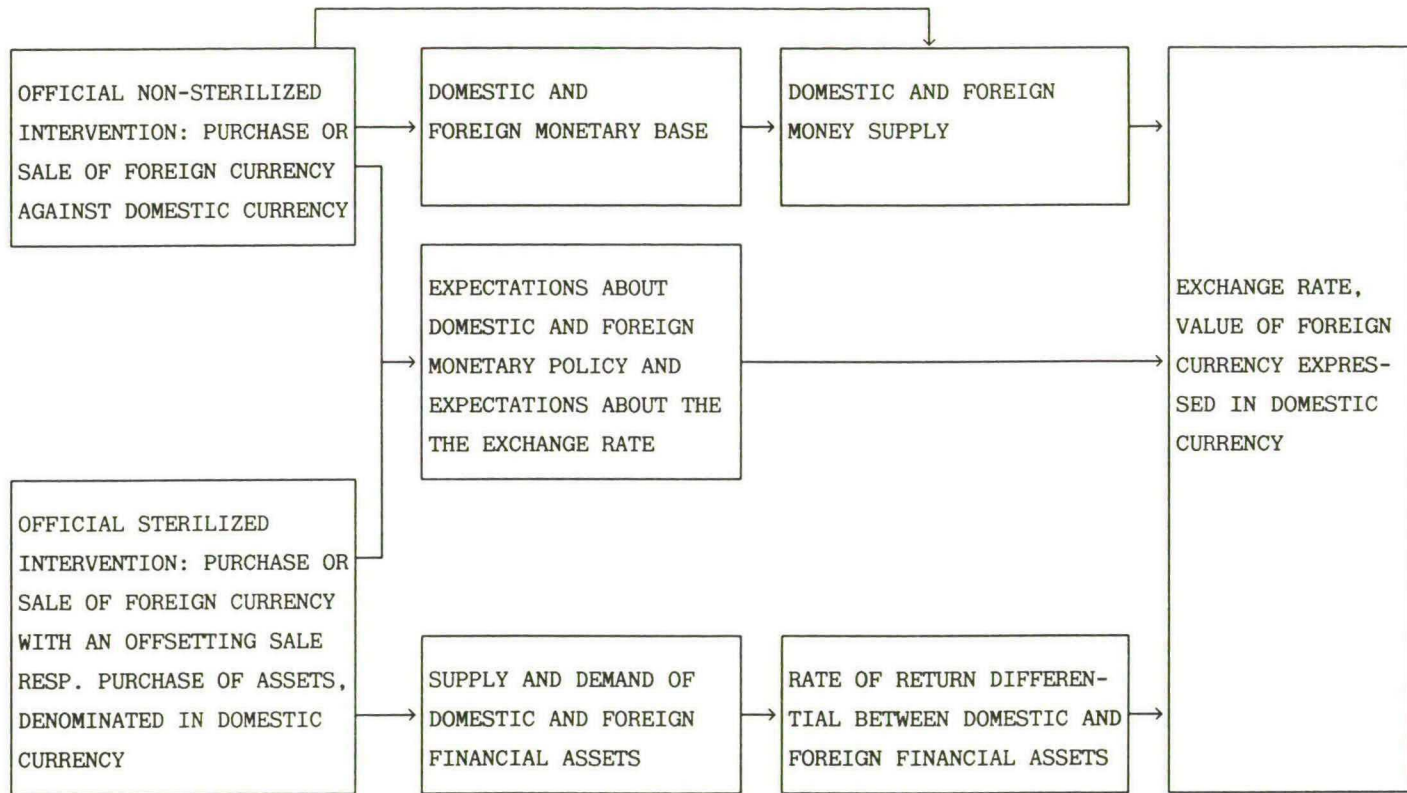 OFFICIAL NON-STERILIZED
INTERVENTION: PURCHASE OR
SALE OF FOREIGN CURRENCY
AGAINST DOMESTIC CURRENCY
DOMESTIC AND
FOREIGN MONETARY BASE
DOMESTIC AND FOREIGN
MONEY SUPPLY
EXPECTATIONS ABOUT
DOMESTIC AND FOREIGN
MONETARY POLICY AND
EXPECTATIONS ABOUT THE
THE EXCHANGE RATE
EXCHANGE RATE,
VALUE OF FOREIGN
CURRENCY EXPRES-
SED IN DOMESTIC
CURRENCY
OFFICIAL STERILIZED
INTERVENTION: PURCHASE OR
SALE OF FOREIGN CURRENCY
WITH AN OFFSETTING SALE
RESP. PURCHASE OF ASSETS,
DENOMINATED IN DOMESTIC
CURRENCY
SUPPLY AND DEMAND OF
DOMESTIC AND FOREIGN
FINANCIAL ASSETS
RATE OF RETURN DIFFEREN-
TIAL BETWEEN DOMESTIC AND
FOREIGN FINANCIAL ASSETS